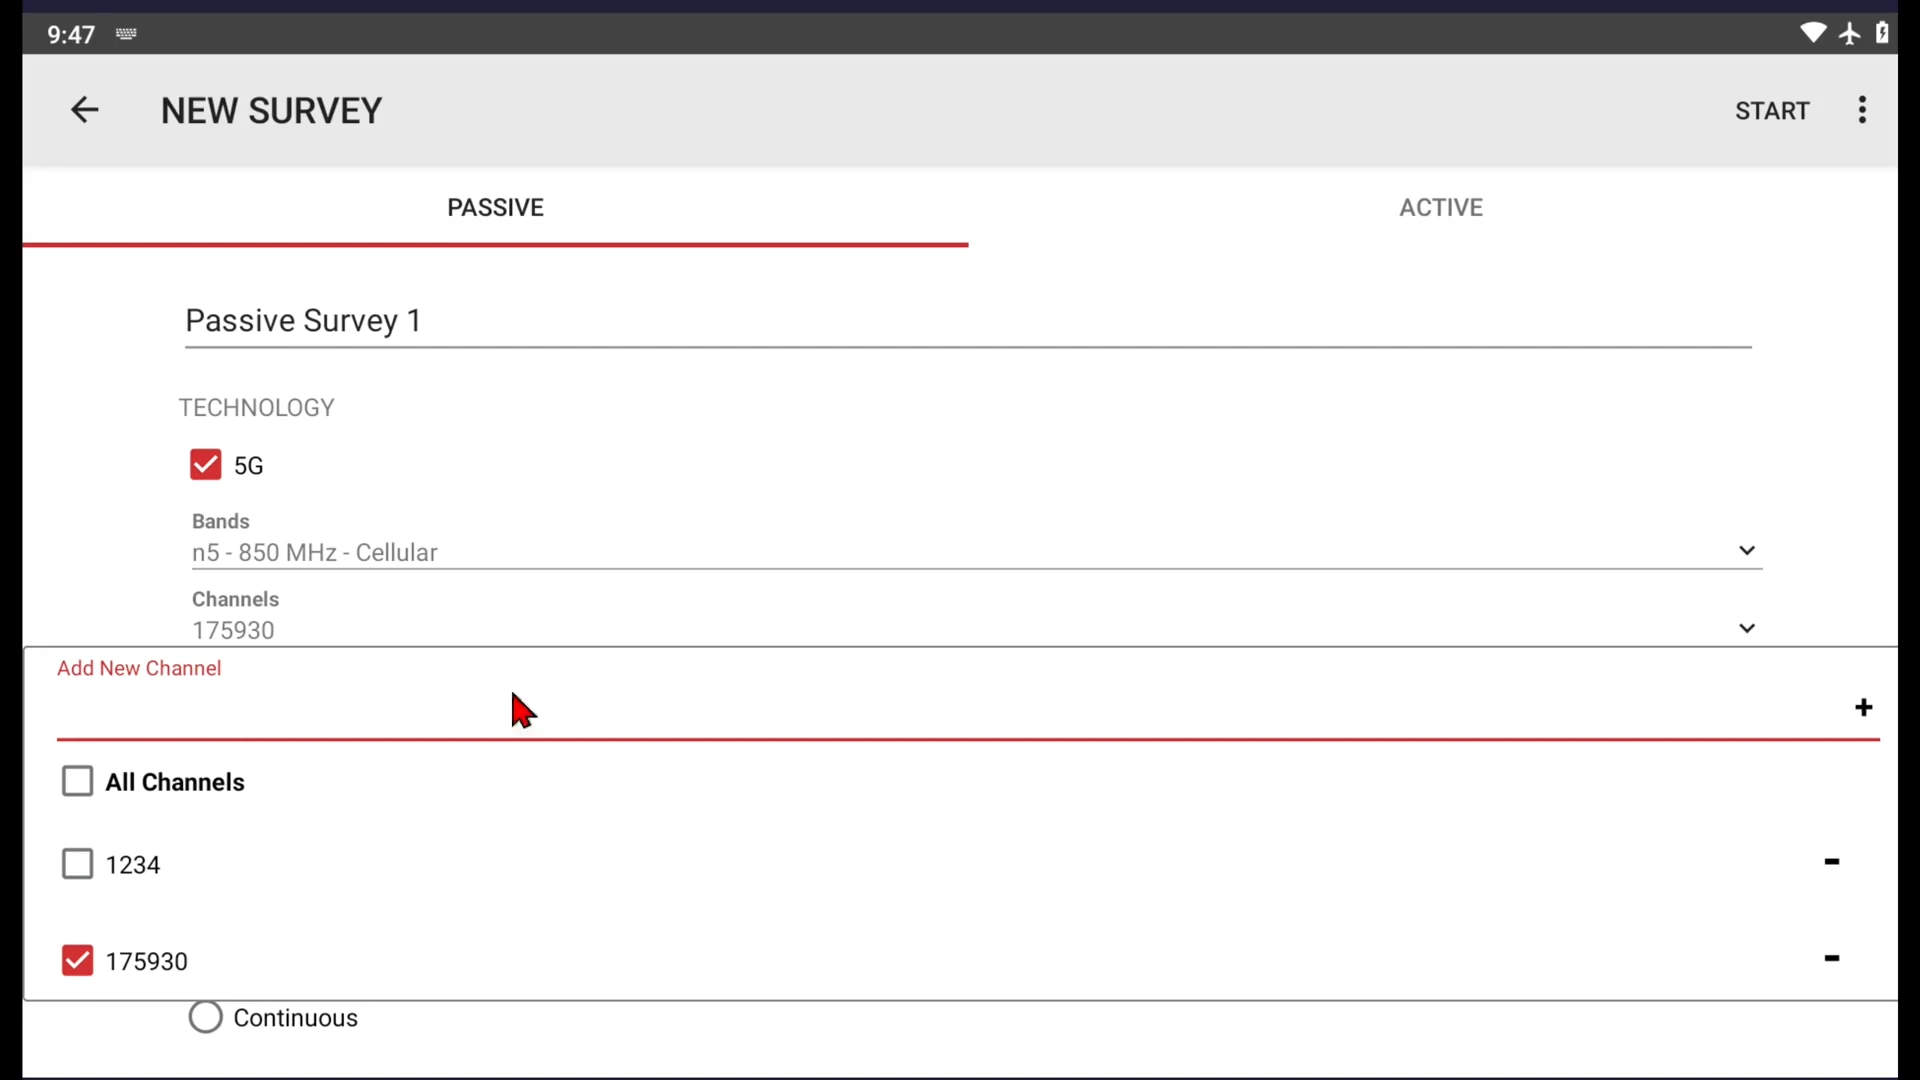 9:47
NEW SURVEY
START
PASSIVE
ACTIVE
Passive Survey 1
TECHNOLOGY
5G
Bands
n5 - 850 MHz - Cellular
Channels
175930
Add New Channel
+
All Channels
1234
-
175930
-
Continuous